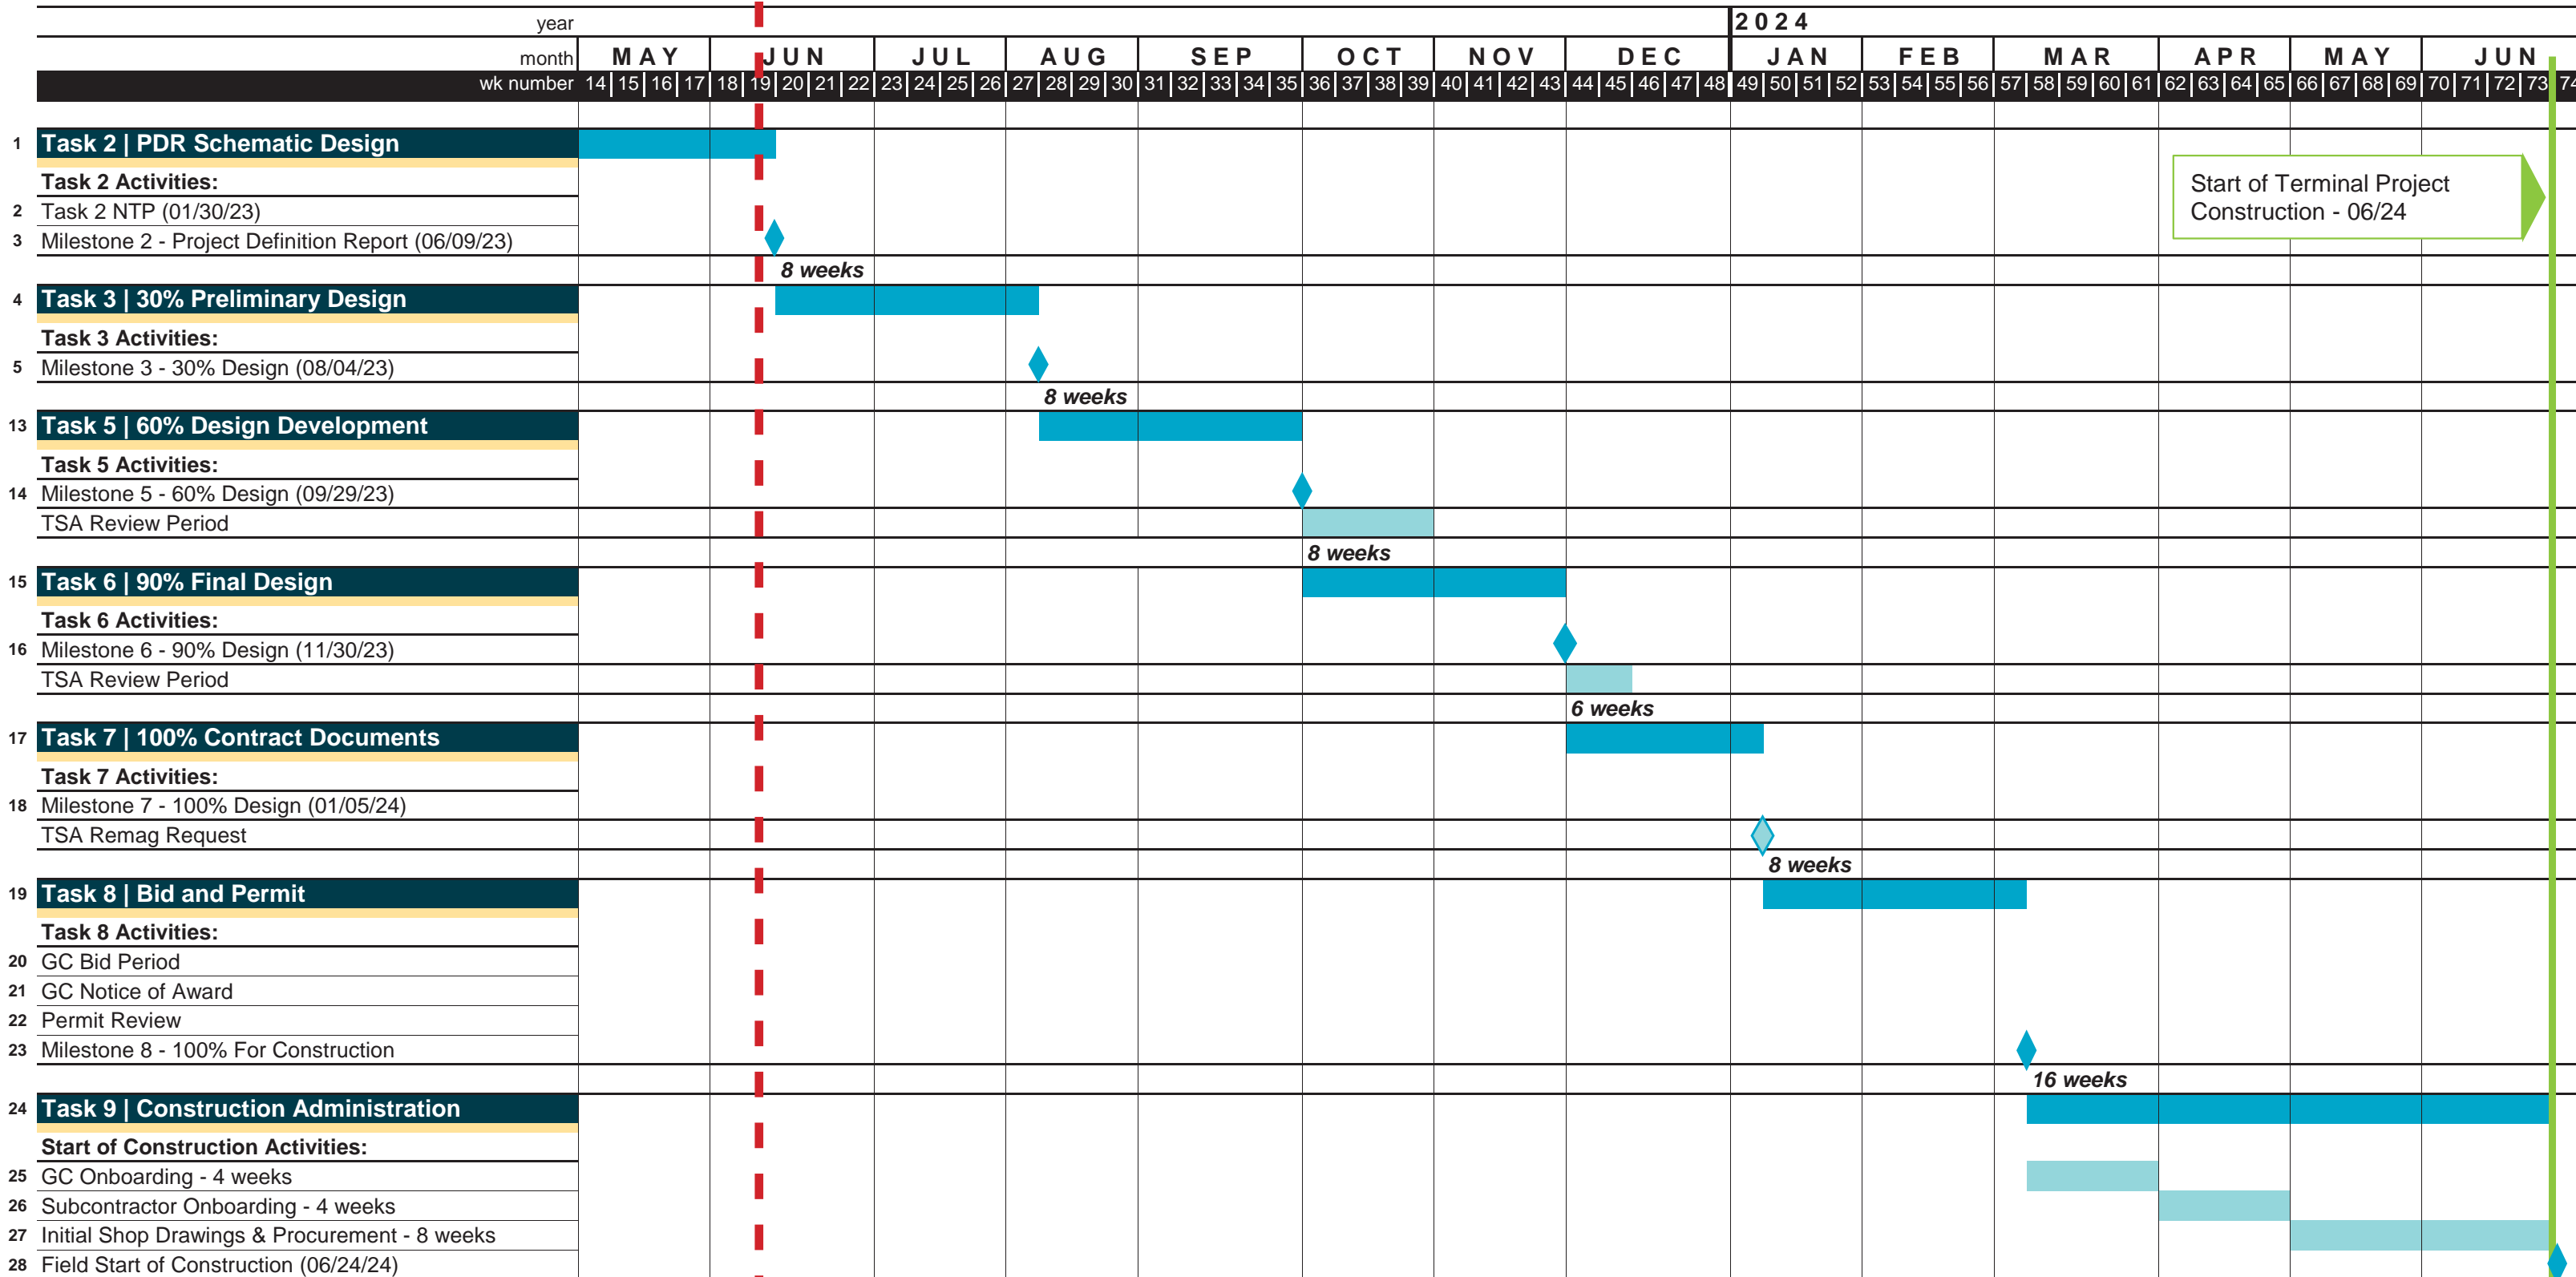 year 2024
month MAY JUN JUL AUG SEP OCT NOV DEC JAN FEB MAR APR MAY JUN
wk number 14 15 16 17 18 19 20 21 22 23 24 25 26 27 28 29 30 31 32 33 34 35 36 37 38 39 40 41 42 43 44 45 46 47 48 49 50 51 52 53 54 55 56 57 58 59 60 61 62 63 64 65 66 67 68 69 70 71 72 73 74
1 Task 2 | PDR Schematic Design
Task 2 Activities:
Start of Terminal Project
Construction - 06/24
2 Task 2 NTP (01/30/23)
3 Milestone 2 - Project Definition Report (06/09/23)
8 weeks
4 Task 3 | 30% Preliminary Design
Task 3 Activities:
5 Milestone 3 - 30% Design (08/04/23)
8 weeks
13 Task 5 | 60% Design Development
Task 5 Activities:
14 Milestone 5 - 60% Design (09/29/23)
TSA Review Period
8 weeks
15 Task 6 | 90% Final Design
Task 6 Activities:
16 Milestone 6 - 90% Design (11/30/23)
TSA Review Period
6 weeks
17 Task 7 | 100% Contract Documents
Task 7 Activities:
18 Milestone 7 - 100% Design (01/05/24)
TSA Remag Request
8 weeks
19 Task 8 | Bid and Permit
Task 8 Activities:
20 GC Bid Period
21 GC Notice of Award
22 Permit Review
23 Milestone 8 - 100% For Construction
16 weeks
24 Task 9 | Construction Administration
Start of Construction Activities:
25 GC Onboarding - 4 weeks
26 Subcontractor Onboarding - 4 weeks
27 Initial Shop Drawings & Procurement - 8 weeks
28 Field Start of Construction (06/24/24)